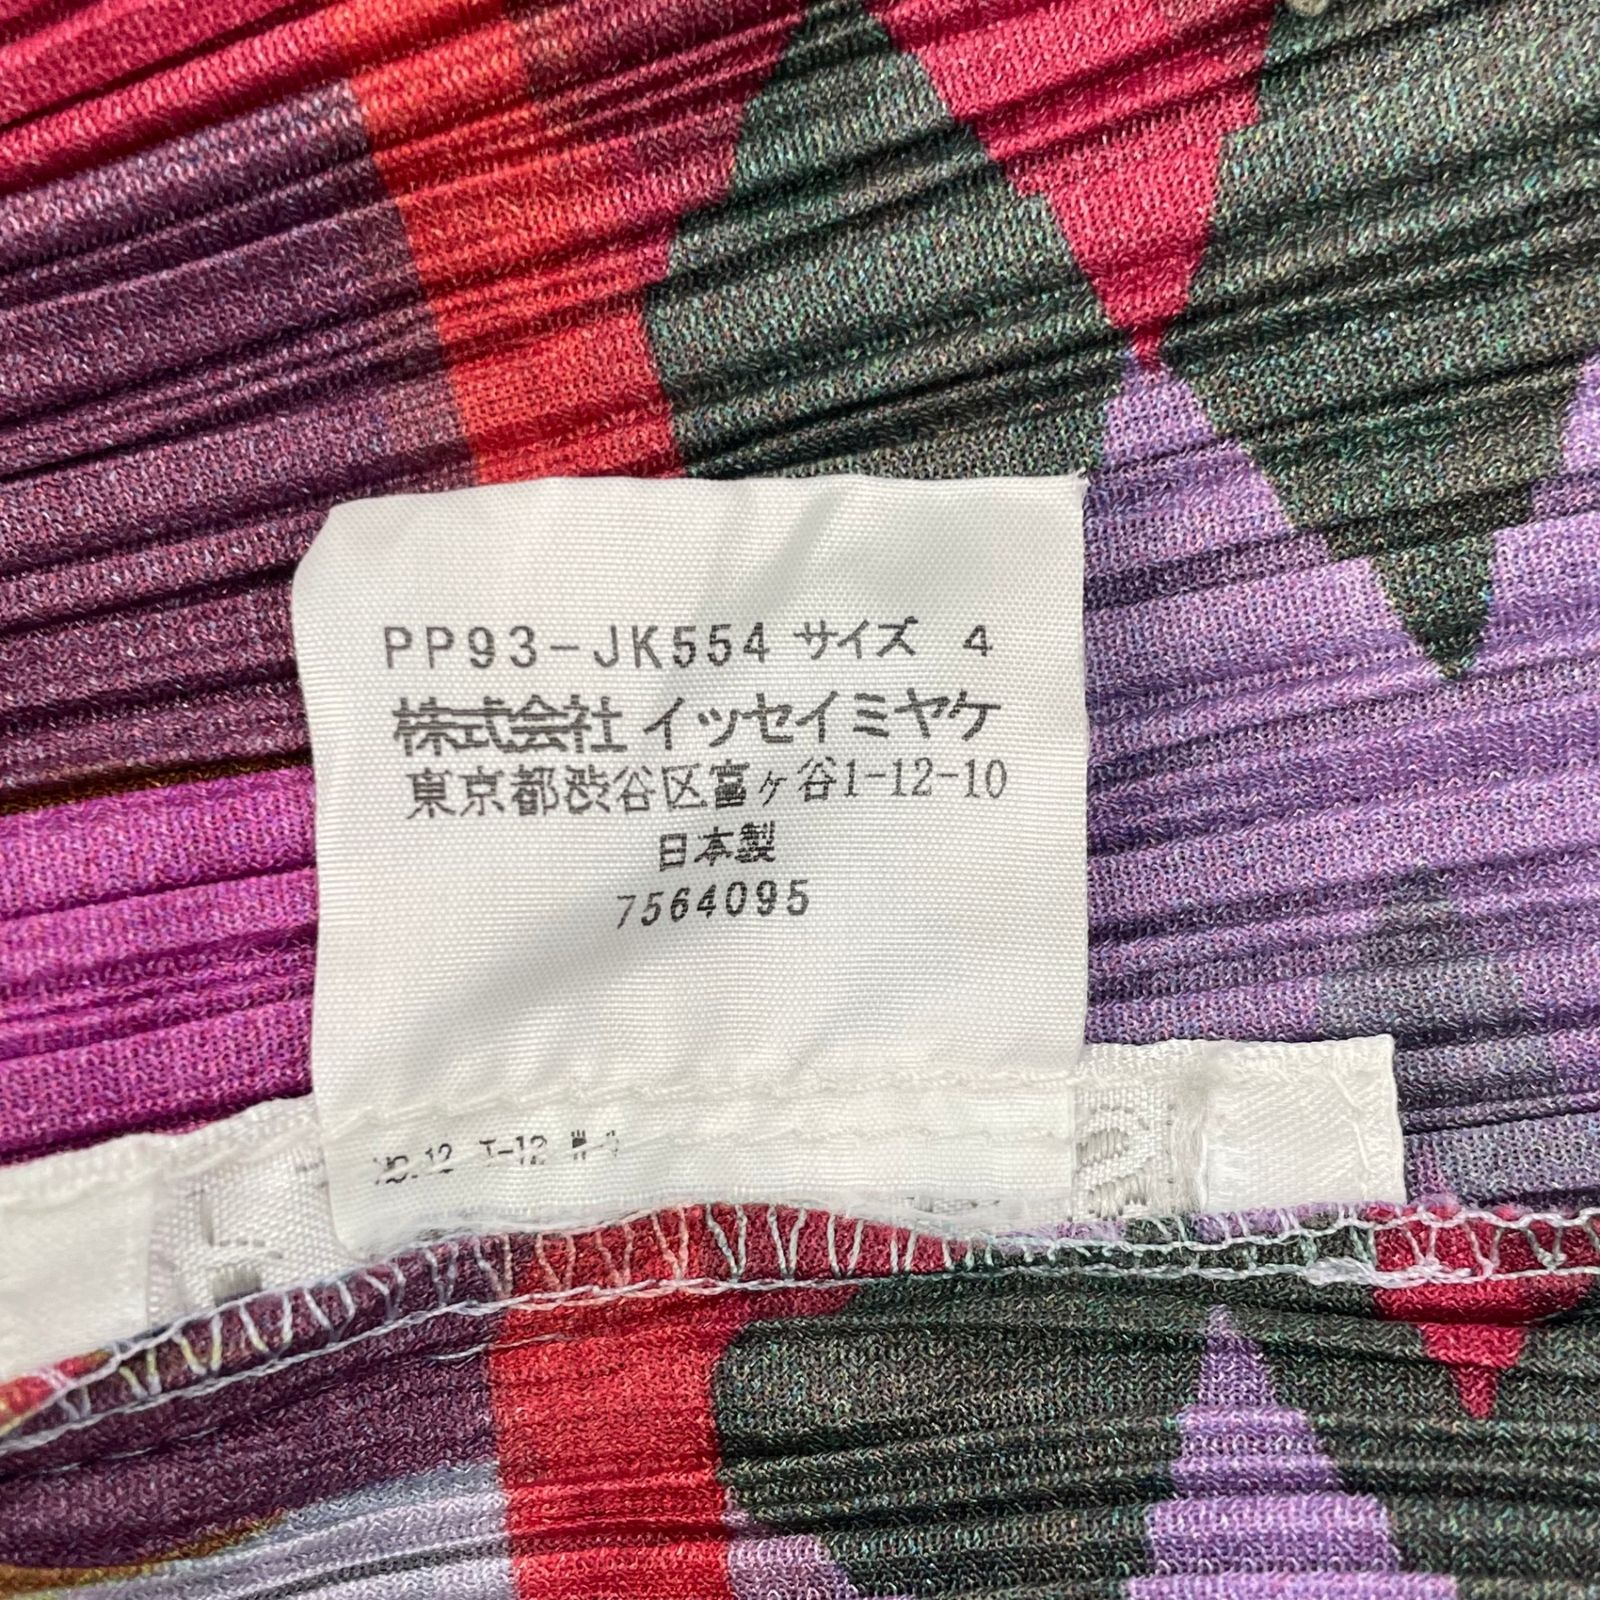 PP93-JK554 サイズ 4
株式会社 イッセイミヤケ
東京都渋谷区富ヶ谷1-12-10
日本製
7564095